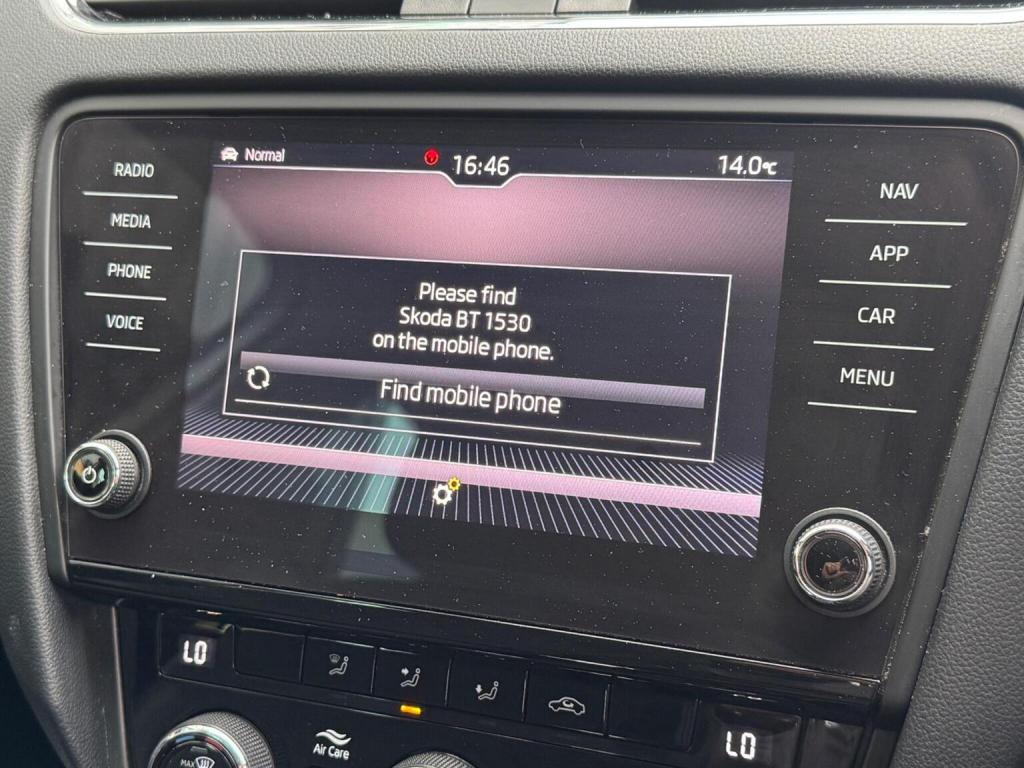 Normal
16:46
14.0°C
RADIO
MEDIA
PHONE
VOICE
Please find
Skoda BT 1530
on the mobile phone.
Find mobile phone
NAV
APP
CAR
MENU
LO
LO
MAX
Air Care